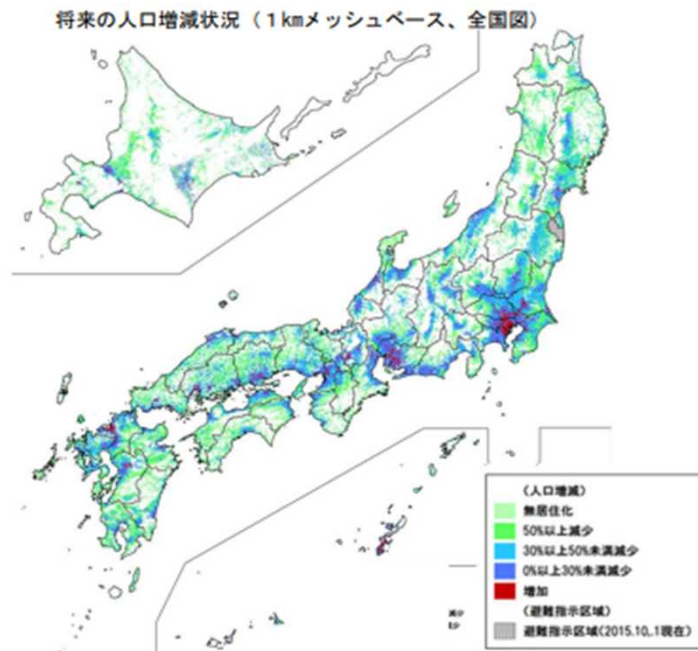 将来の人口増減状況（１kmメッシュベース、全国図）
（人口増減）
無居住化
50%以上減少
30%以上50%未満減少
0%以上30%未満減少
増加
（避難指示区域）
避難指示区域(2015.10,.1現在)